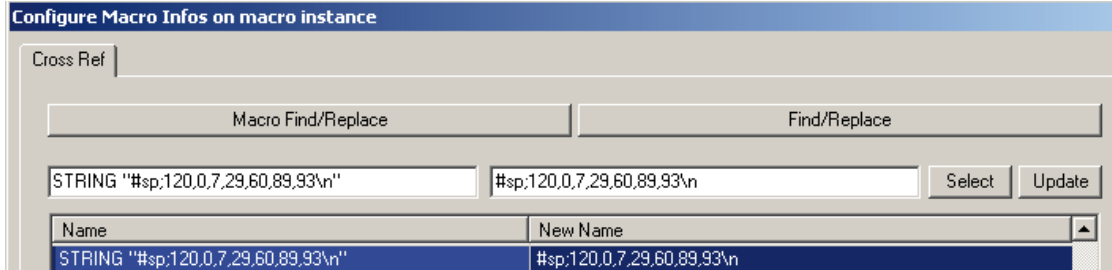 Configure Macro Infos on macro instance
Cross Ref
Macro Find/Replace Find/Replace
STRING "#sp;120,0,7,29,60,89,93\n" #sp;120,0,7,29,60,89,93\n Select Update
Name New Name
STRING "#sp;120,0,7,29,60,89,93\n" #sp;120,0,7,29,60,89,93\n